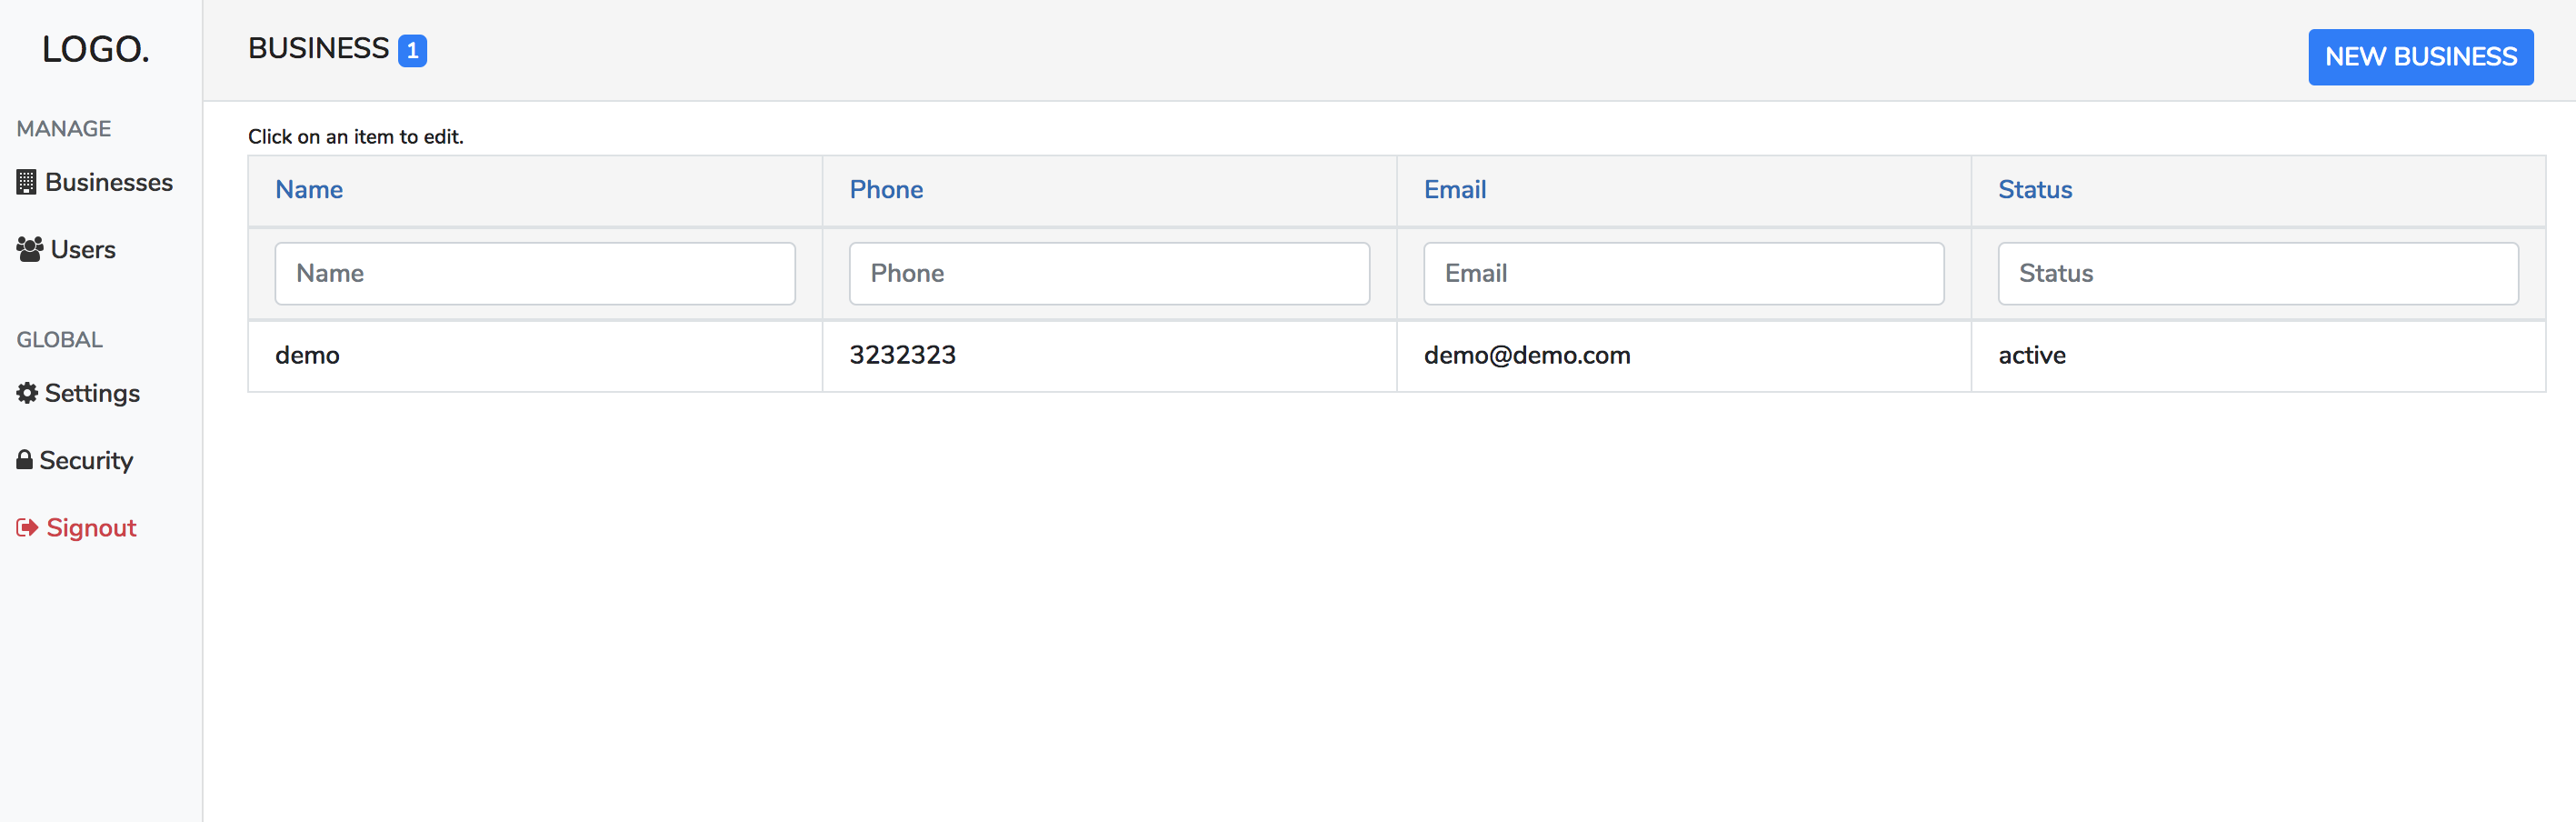 LOGO.
MANAGE
Businesses
Users
GLOBAL
Settings
Security
Signout
BUSINESS 1
NEW BUSINESS
Click on an item to edit.
Name Phone Email Status
Name Phone Email Status
demo 3232323 demo@demo.com active